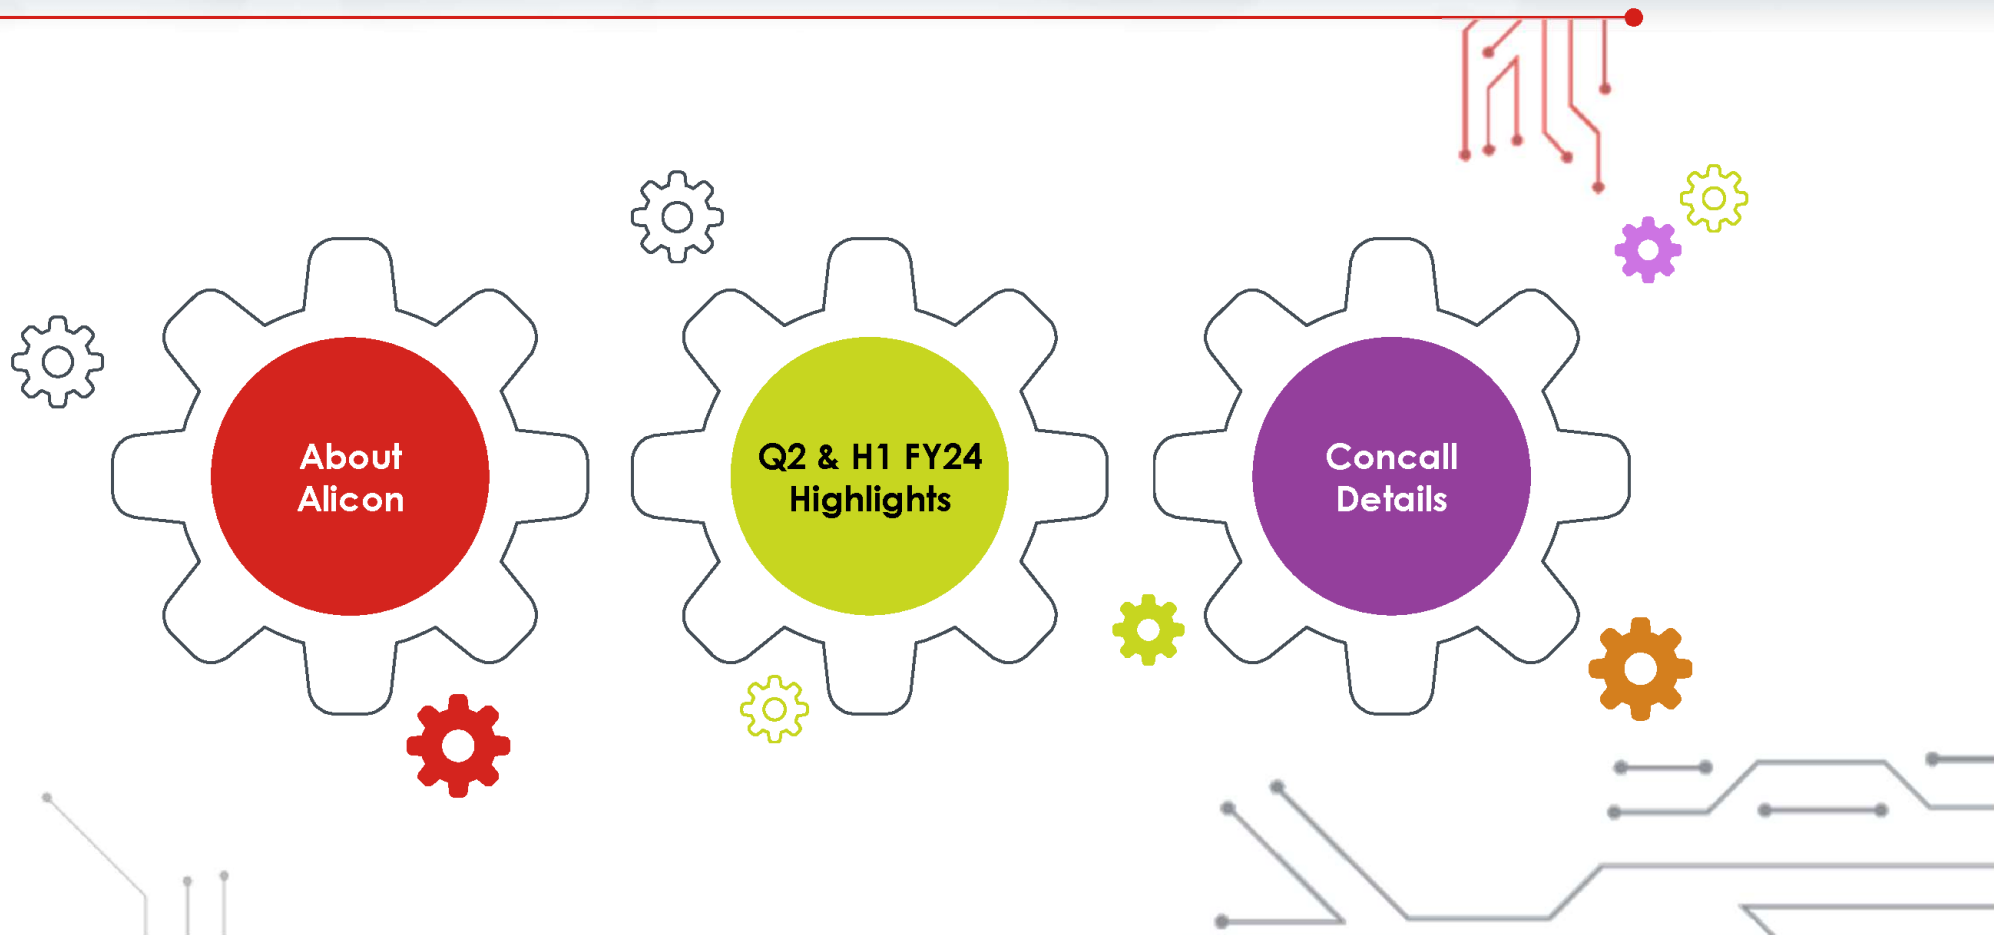 About
Alicon
Q2 & H1 FY24
Highlights
Concall
Details